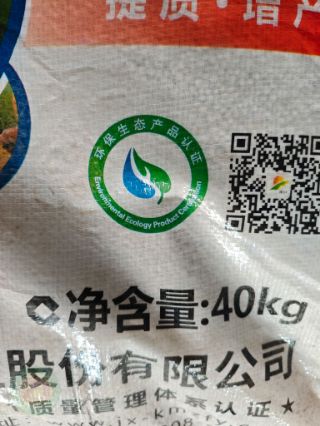 提质·增产
·环保生态产品认证·
Environmental Ecology Product Certification
净含量:40kg
股份有限公司
质量管理体系认证★